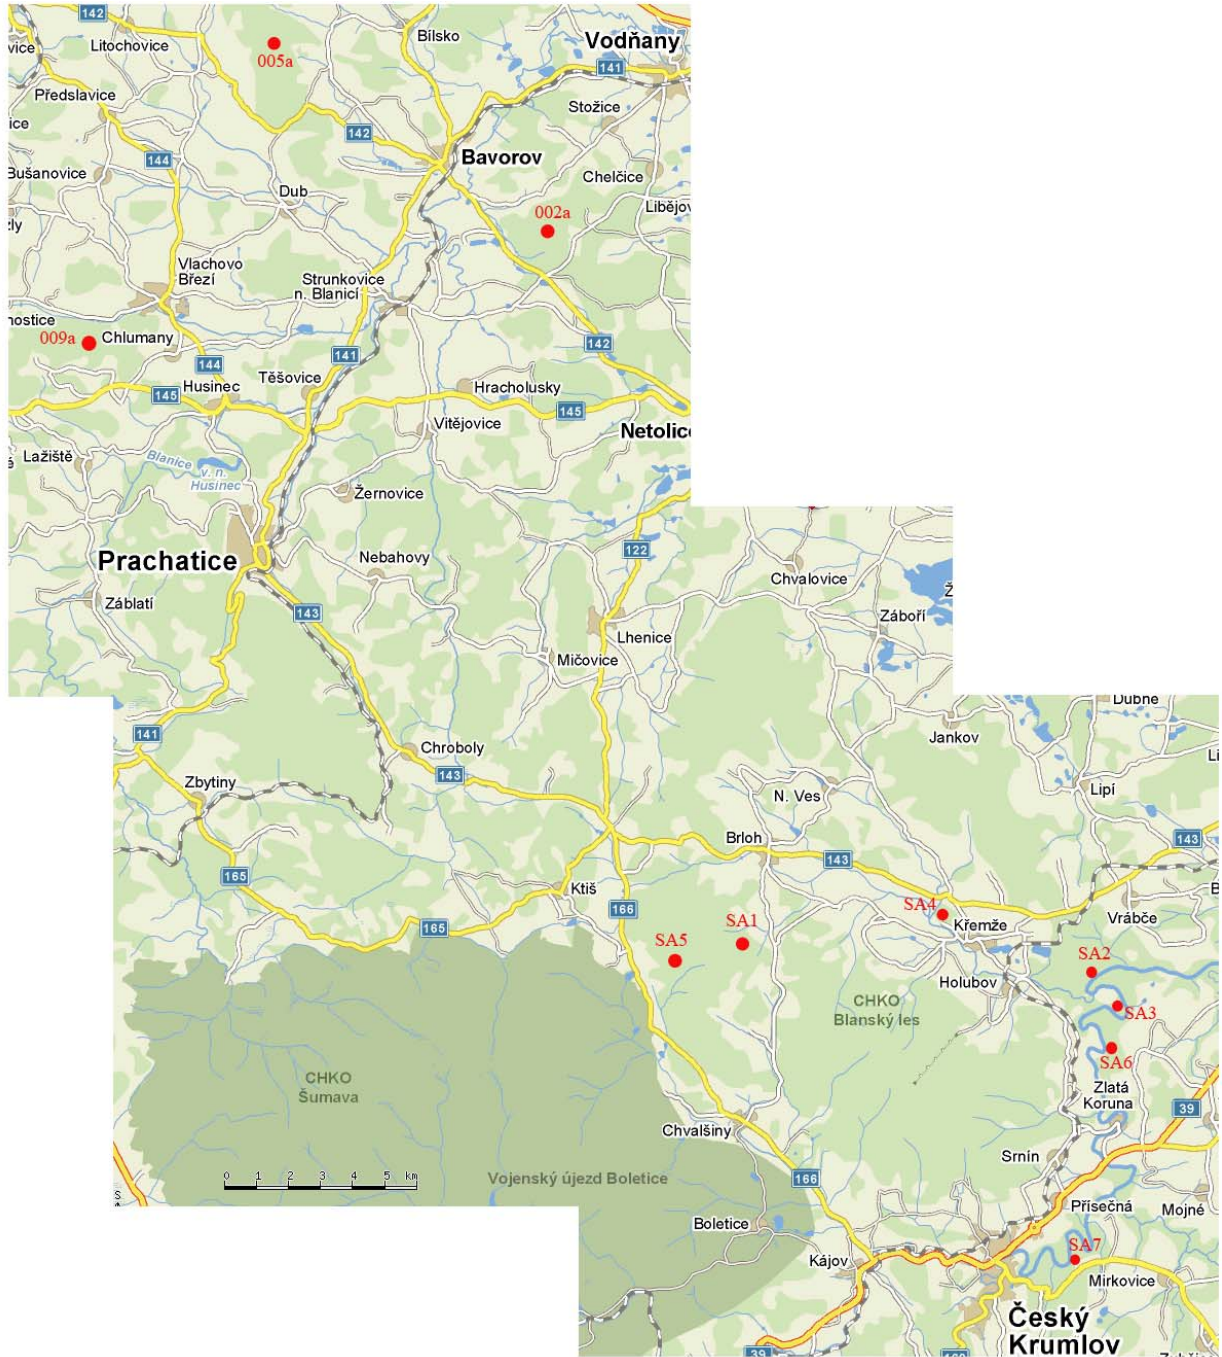 142
Litochovice
005a
Bílsko
Vodňany
141
Předslavice
Stožice
142
144
Bavorov
Bušanovice
Chelčice
Dub
002a
Vlachovo
Březí
Strunkovice
n. Blanicí
nostice
009a
Chlumany
144
141
142
Husinec
Těšovice
Hracholusky
145
145
Vitějovice
Lažiště
Blanice v. n.
Husinec
Žernovice
Prachatice
Nebahovy
122
Chvalovice
Záblatí
143
Záboří
Lhenice
Mičovice
141
Chroboly
143
Dubné
Jankov
Zbytiny
N. Ves
Lipí
Brloh
143
143
165
Ktiš
166
SA1
SA4
Křemže
Vrábče
165
SA5
SA2
Holubov
CHKO
Blanský les
SA3
SA6
CHKO
Šumava
Zlatá
Koruna
39
Chvalšiny
0 1 2 3 4 5 km
Vojenský újezd Boletice
166
Srnín
Přísečná
Mojné
Boletice
Kájov
SA7
Mirkovice
Český
Krumlov
39